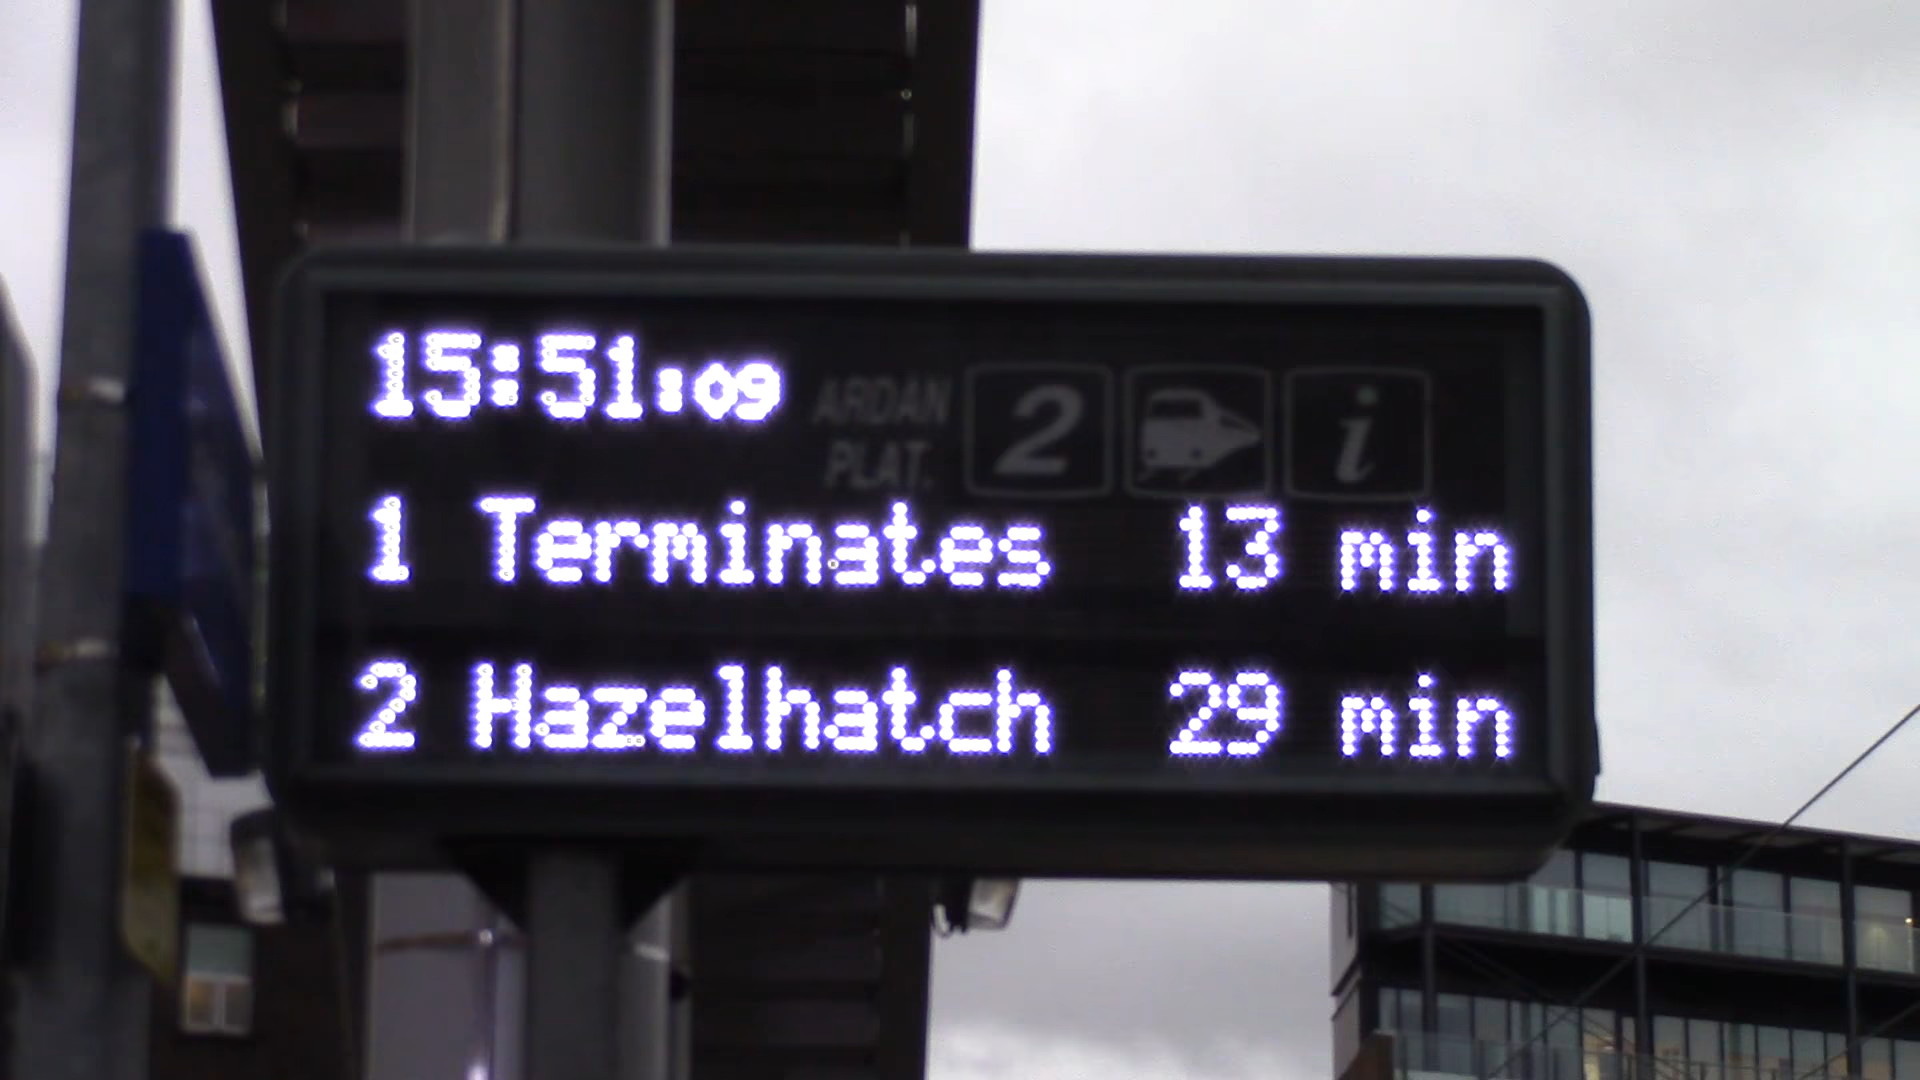 15:51:09
ARDAN
PLAT.
2
i
1 Terminates 13 min
2 Hazelhatch 29 min